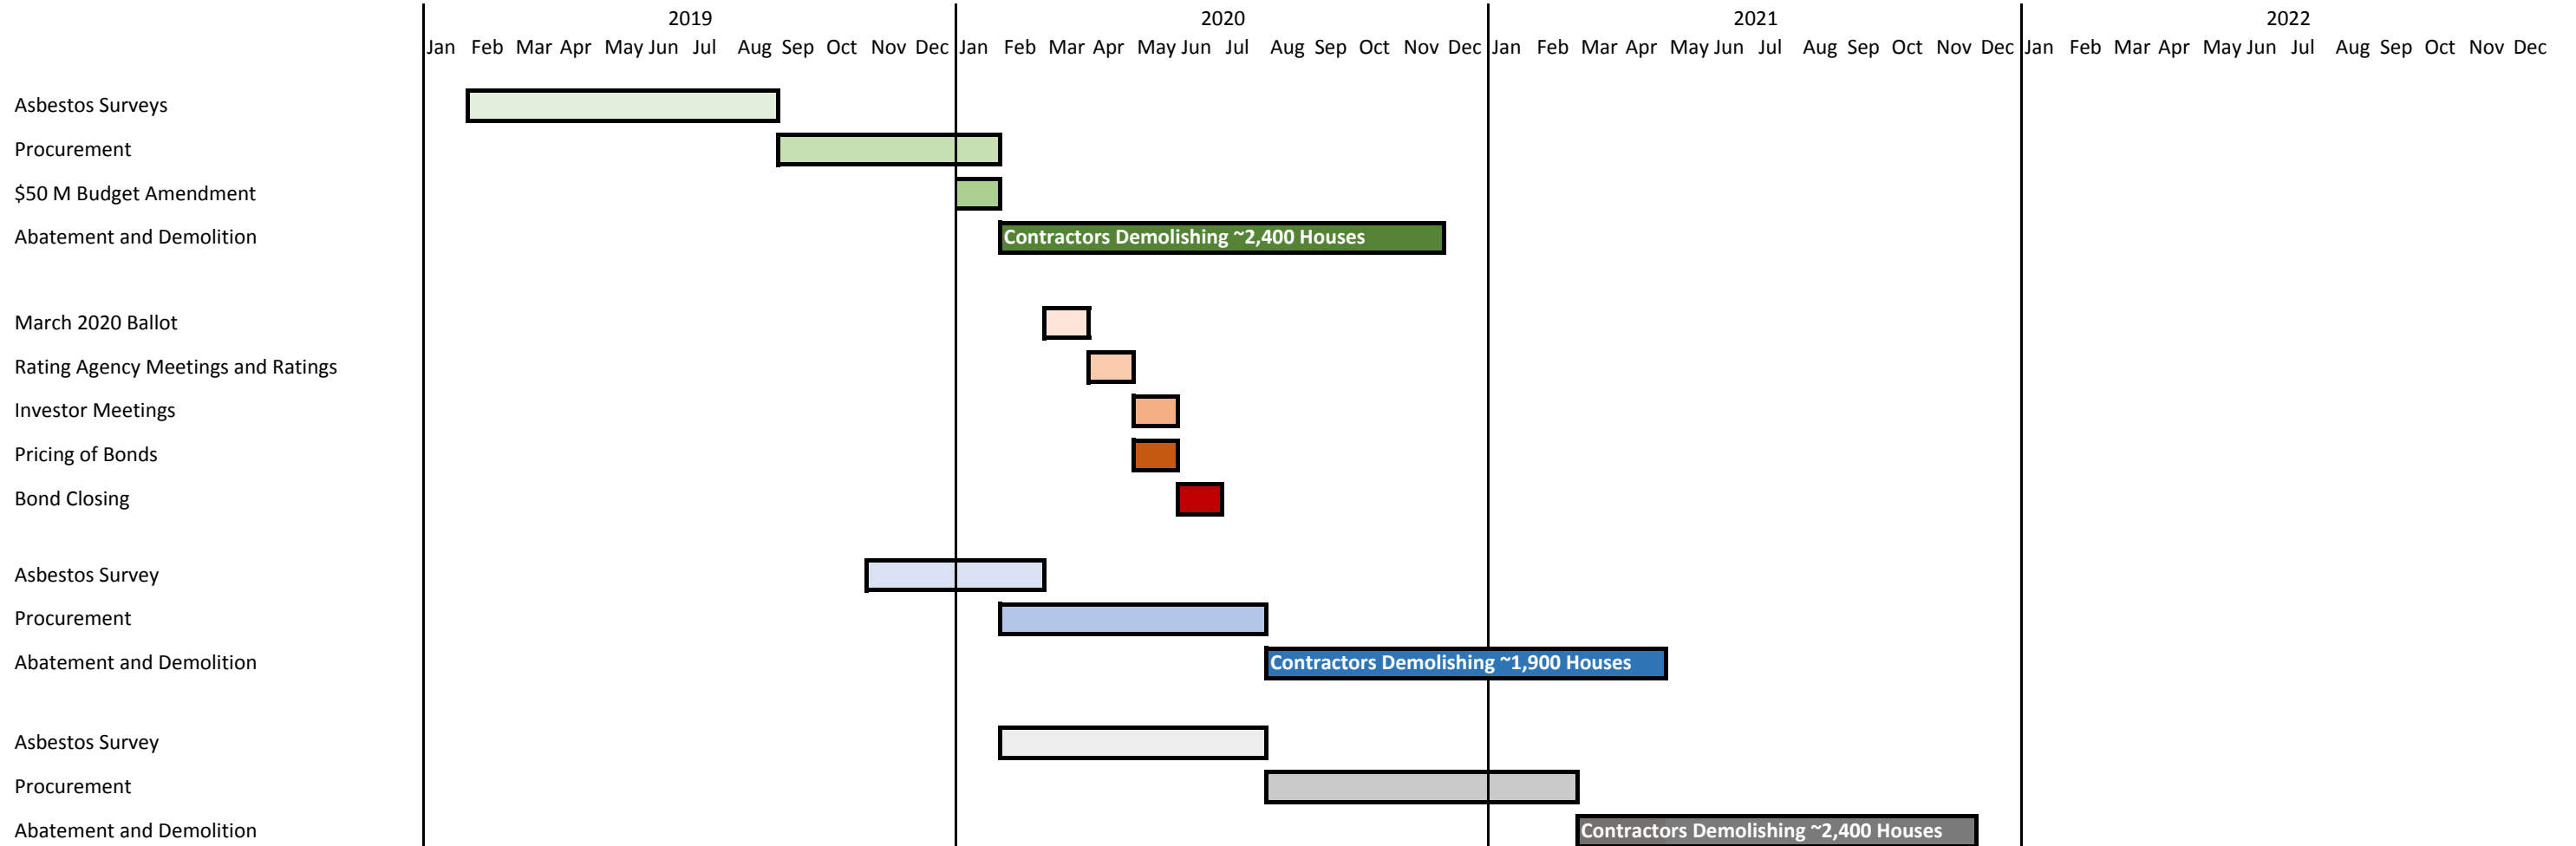 2019 2020 2021 2022
Jan Feb Mar Apr May Jun Jul Aug Sep Oct Nov Dec Jan Feb Mar Apr May Jun Jul Aug Sep Oct Nov Dec Jan Feb Mar Apr May Jun Jul Aug Sep Oct Nov Dec Jan Feb Mar Apr May Jun Jul Aug Sep Oct Nov Dec
Asbestos Surveys
Procurement
$50 M Budget Amendment
Abatement and Demolition Contractors Demolishing ~2,400 Houses
March 2020 Ballot
Rating Agency Meetings and Ratings
Investor Meetings
Pricing of Bonds
Bond Closing
Asbestos Survey
Procurement
Abatement and Demolition Contractors Demolishing ~1,900 Houses
Asbestos Survey
Procurement
Abatement and Demolition Contractors Demolishing ~2,400 Houses